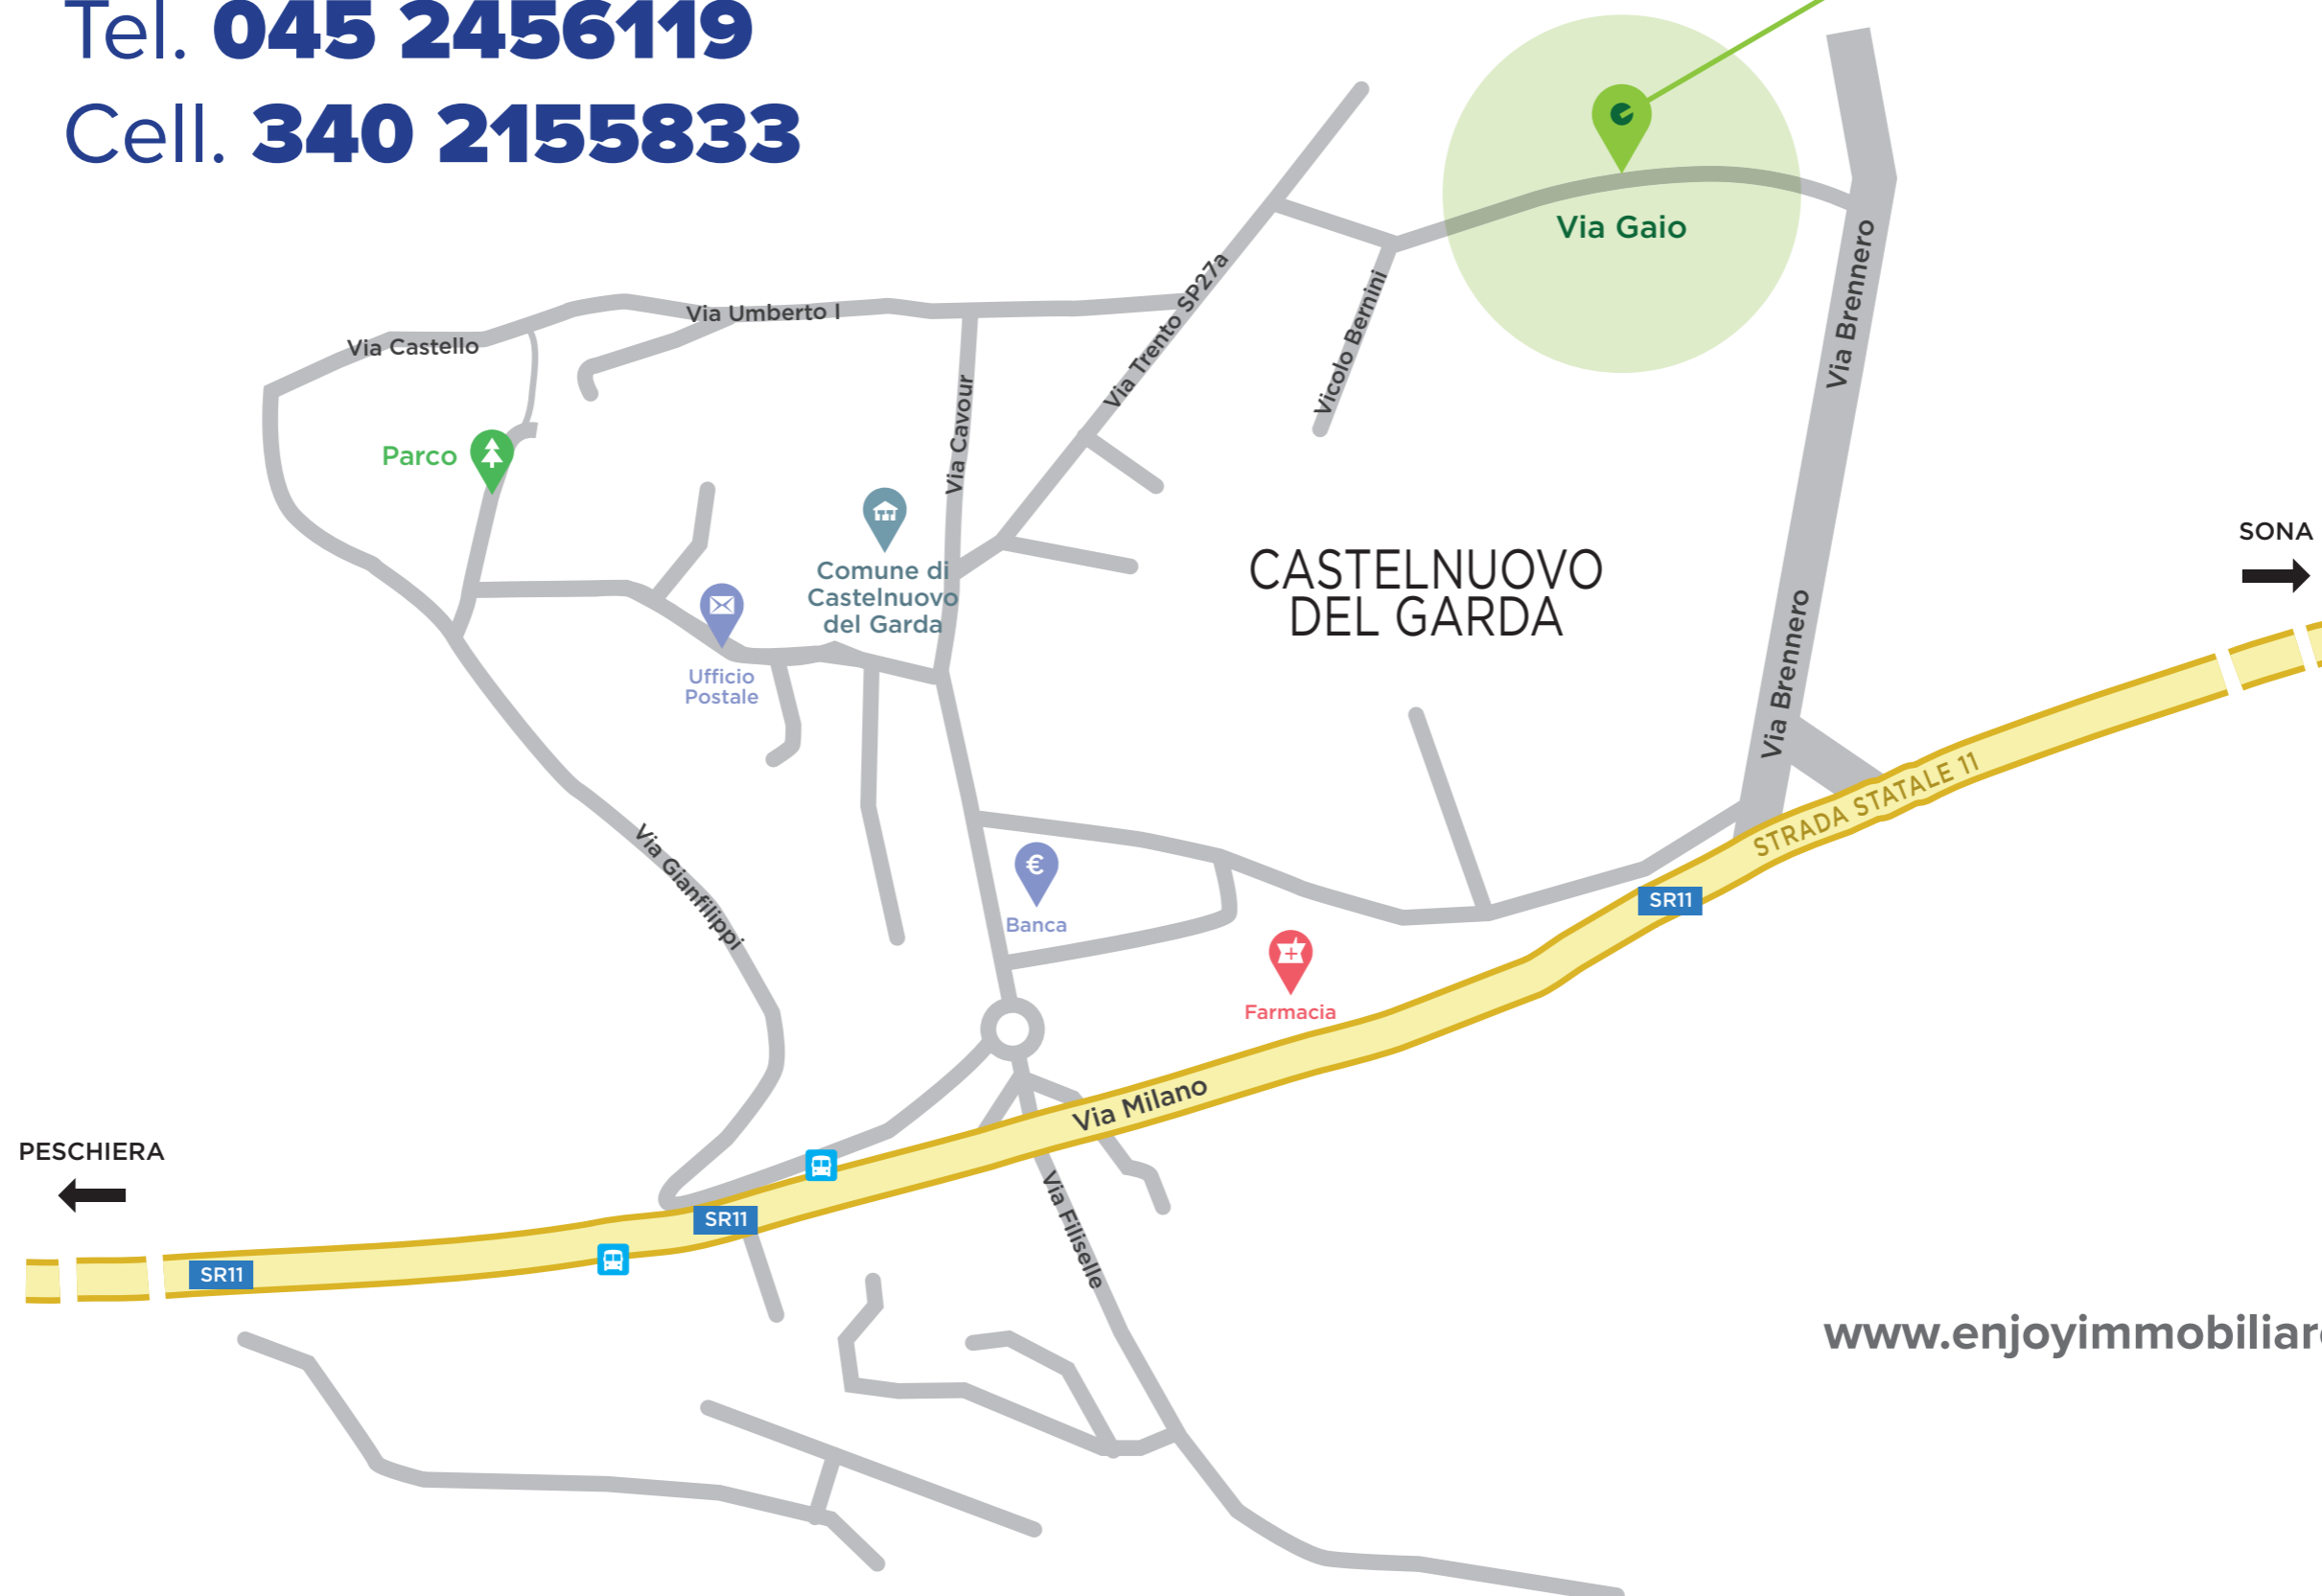 Tel. 045 2456119
Cell. 340 2155833
Via Gaio
Via Brennero
Via Trento SP27a
Vicolo Bernini
Via Umberto I
Via Castello
Via Cavour
Parco
SONA
Comune di
Castelnuovo
del Garda
CASTELNUOVO
DEL GARDA
Via Brennero
Ufficio
Postale
STRADA STATALE 11
Via Gianfilippi
€
Banca
SR11
Farmacia
Via Milano
PESCHIERA
SR11
Via Filiselle
SR11
www.enjoyimmobiliar